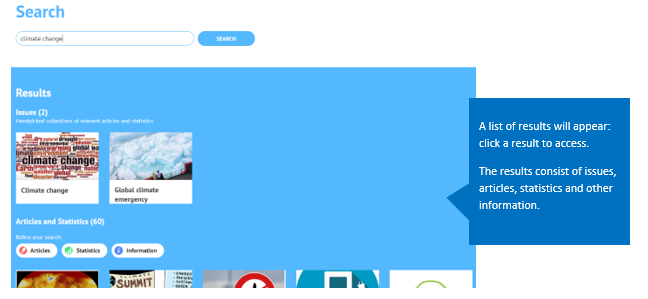 Search
climate change
SEARCH
Results
Issues (2)
Handpicked collections of relevant articles and statistics.
climate change
Climate change
Global climate
emergency
Articles and Statistics (60)
Refine your search:
Articles
Statistics
Information
SUMMIT
A list of results will appear:
click a result to access.
The results consist of issues,
articles, statistics and other
information.